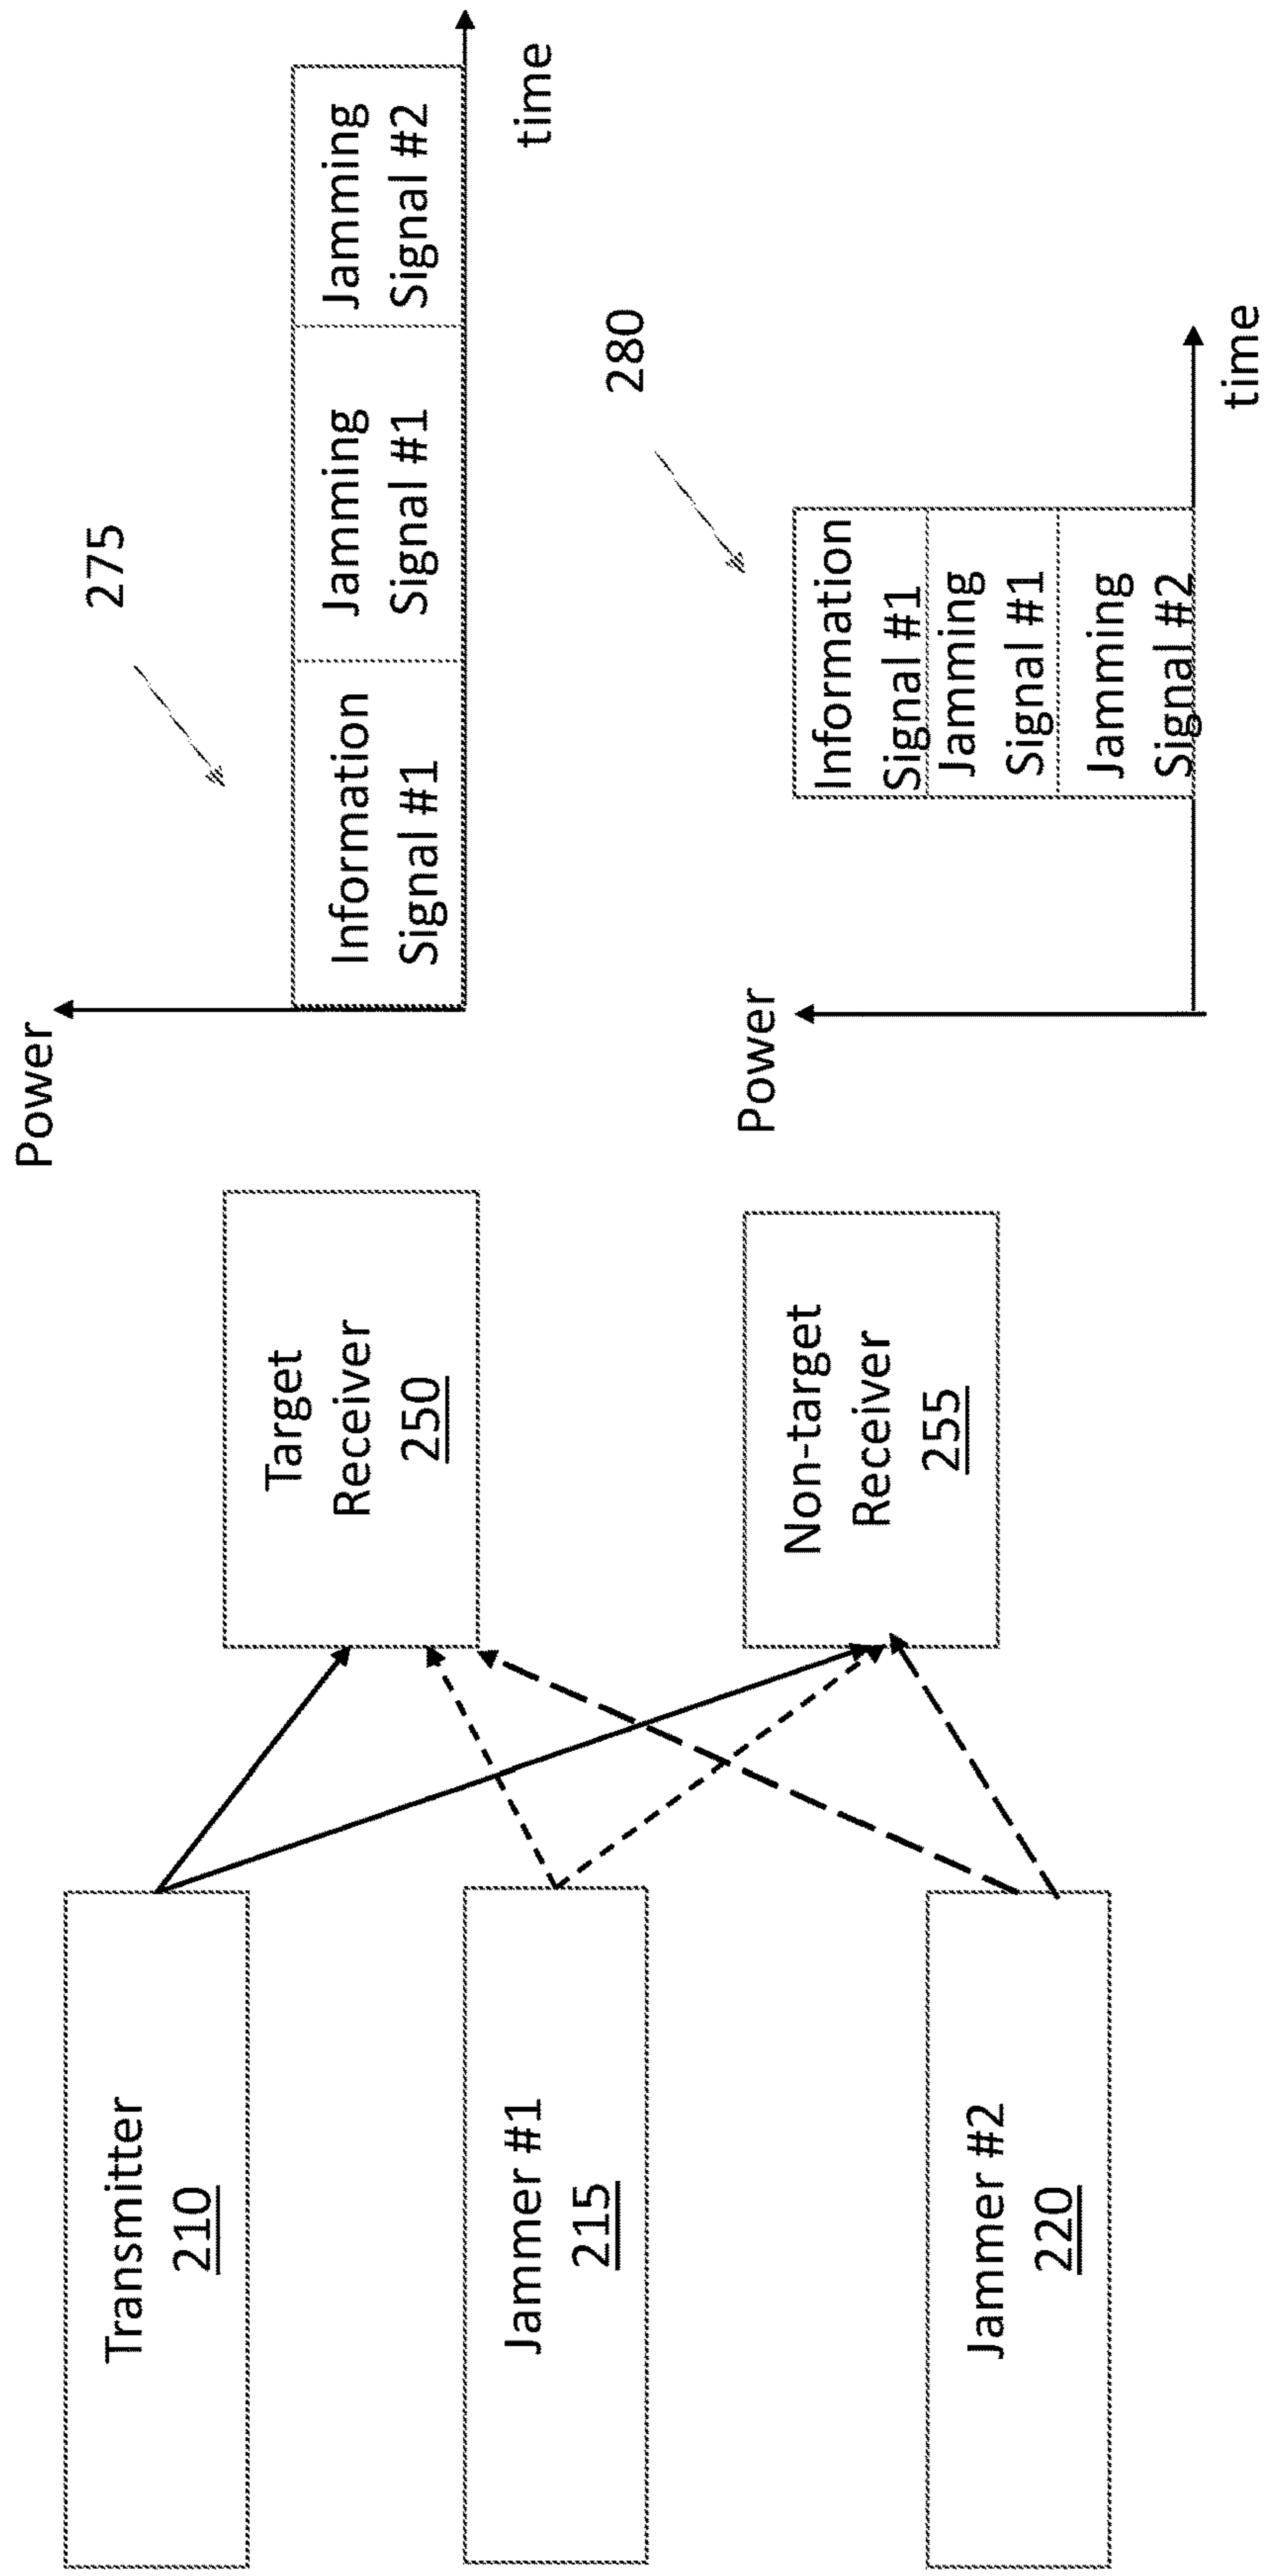 Transmitter
210
Jammer #1
215
Jammer #2
220
Target
Receiver
250
Non-target
Receiver
255
Power
275
Information
Signal #1
Jamming
Signal #1
Jamming
Signal #2
time
Power
280
Information
Signal #1
Jamming
Signal #1
Jamming
Signal #2
time